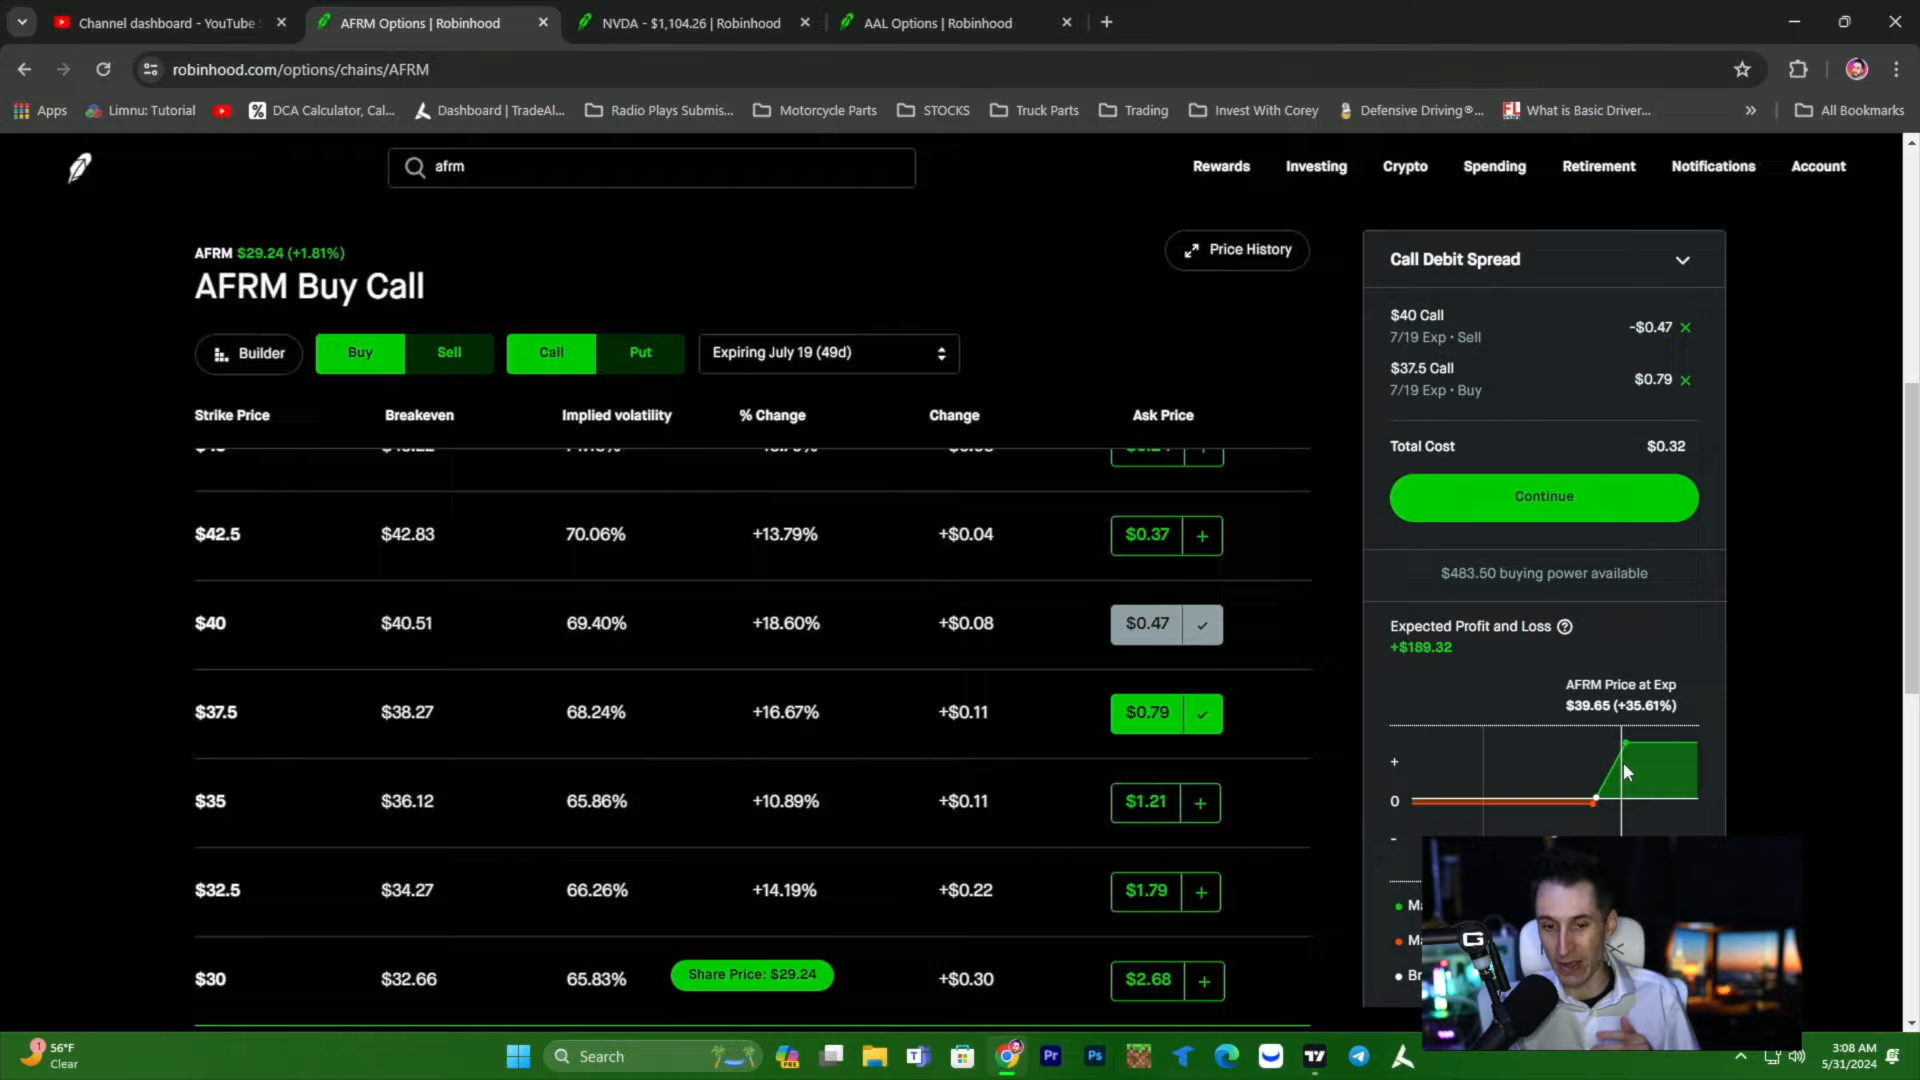 Channel dashboard - YouTube
AFRM Options | Robinhood
NVDA - $1,104.26 | Robinhood
AAL Options | Robinhood
robinhood.com/options/chains/AFRM
Apps
Limnu: Tutorial
DCA Calculator, Cal...
Dashboard | TradeAl...
Radio Plays Submis...
Motorcycle Parts
STOCKS
Truck Parts
Trading
Invest With Corey
Defensive Driving®...
What is Basic Driver...
»
All Bookmarks
afrm
Rewards
Investing
Crypto
Spending
Retirement
Notifications
Account
AFRM $29.24 (+1.81%)
AFRM Buy Call
Price History
Builder
Buy
Sell
Call
Put
Expiring July 19 (49d)
Strike Price Breakeven Implied volatility % Change Change Ask Price
$42.5 $42.83 70.06% +13.79% +$0.04 $0.37 +
$40 $40.51 69.40% +18.60% +$0.08 $0.47
$37.5 $38.27 68.24% +16.67% +$0.11 $0.79
$35 $36.12 65.86% +10.89% +$0.11 $1.21 +
$32.5 $34.27 66.26% +14.19% +$0.22 $1.79 +
$30 $32.66 65.83% +$0.30 $2.68 +
Share Price: $29.24
Call Debit Spread
$40 Call
7/19 Exp · Sell
-$0.47
$37.5 Call
7/19 Exp · Buy
$0.79
Total Cost $0.32
Continue
$483.50 buying power available
Expected Profit and Loss
+$189.32
AFRM Price at Exp
$39.65 (+35.61%)
+
0
-
56°F
Clear
Search
PRE
Pr
Ps
3:08 AM
5/31/2024